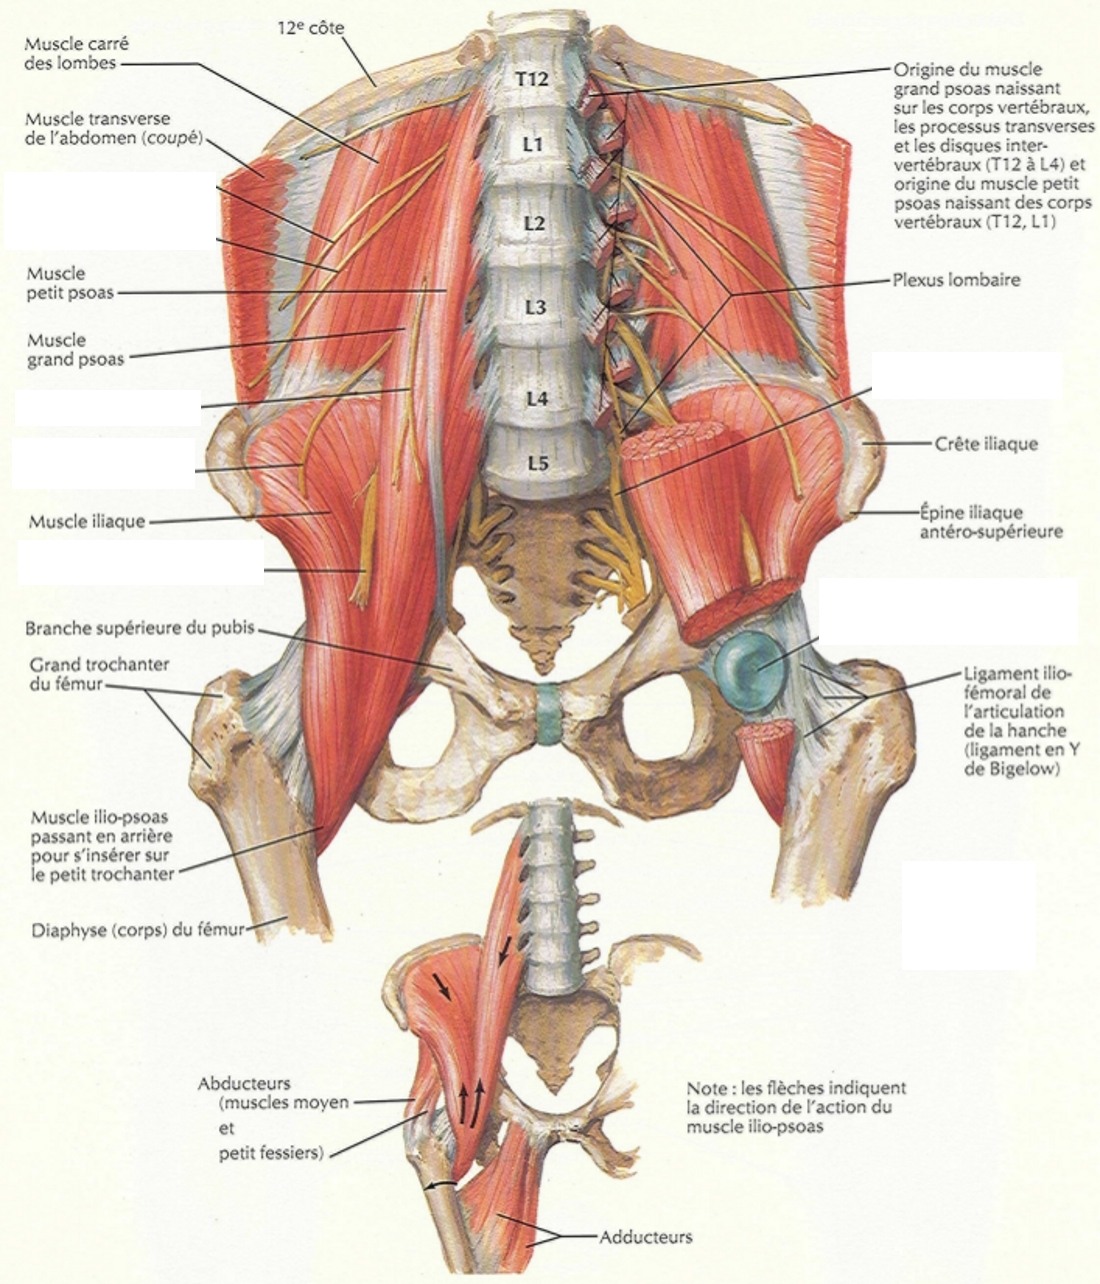 12e côte
Muscle carré
des lombes
Muscle transverse
de l'abdomen (coupé)
Muscle
petit psoas
Muscle
grand psoas
Muscle iliaque
Branche supérieure du pubis
Grand trochanter
du fémur
Muscle ilio-psoas
passant en arrière
pour s'insérer sur
le petit trochanter
Diaphyse (corps) du fémur
T12
L1
L2
L3
L4
L5
Origine du muscle
grand psoas naissant
sur les corps vertébraux,
les processus transverses
et les disques inter-
vertébraux (T12 à L4) et
origine du muscle petit
psoas naissant des corps
vertébraux (T12, L1)
Plexus lombaire
Crête iliaque
Épine iliaque
antéro-supérieure
Ligament ilio-
fémoral de
l'articulation
de la hanche
(ligament en Y
de Bigelow)
Abducteurs
(muscles moyen
et
petit fessiers)
Note : les flèches indiquent
la direction de l'action du
muscle ilio-psoas
Adducteurs